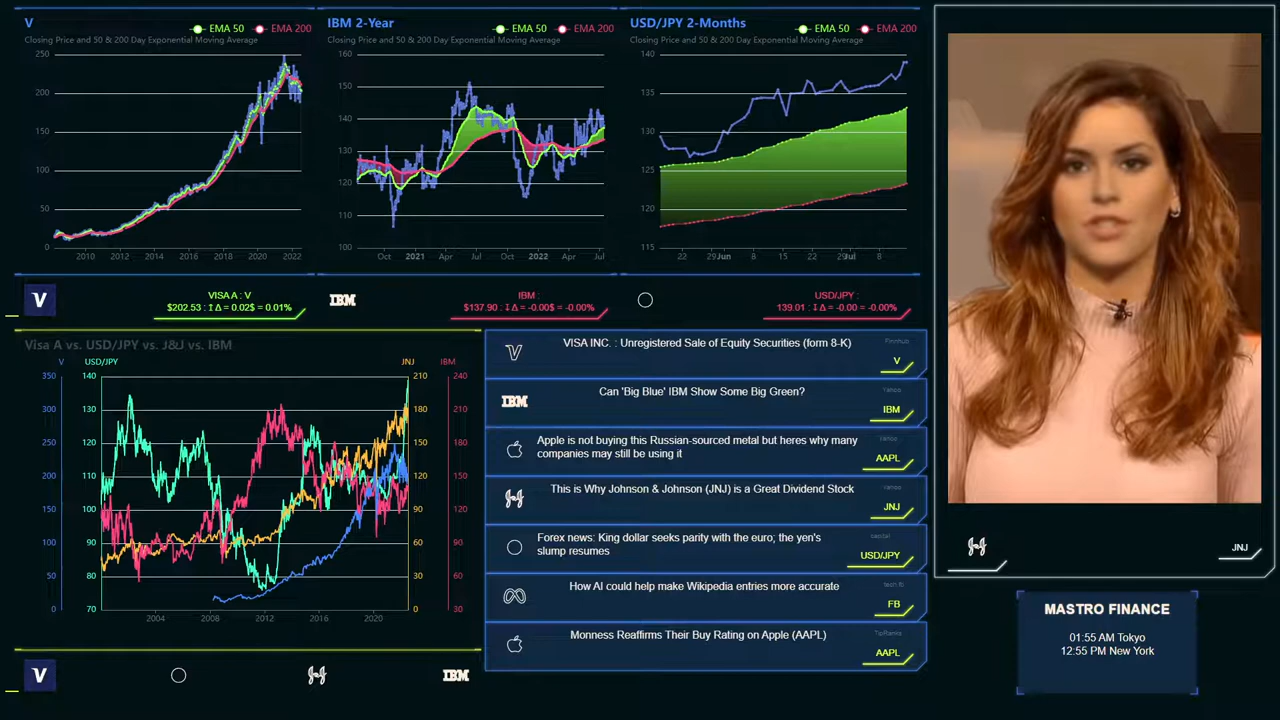 V
EMA 50 EMA 200
Closing Price and 50 & 200 Day Exponential Moving Average
250
200
150
100
50
0
2010 2012 2014 2016 2018 2020 2022
IBM 2-Year
EMA 50 EMA 200
Closing Price and 50 & 200 Day Exponential Moving Average
160
150
140
130
120
110
100
Oct 2021 Apr Jul Oct 2022 Apr Jul
USD/JPY 2-Months
EMA 50 EMA 200
Closing Price and 50 & 200 Day Exponential Moving Average
140
135
130
125
120
115
22 29 Jun 8 15 22 29 Jul 8
V
VISA A : V
$202.53 : ↥ Δ = 0.02$ = 0.01%
IBM
IBM :
$137.90 : ↧ Δ = -0.00$ = -0.00%
USD/JPY :
139.01 : ↧ Δ = -0.00 = -0.00%
Visa A vs. USD/JPY vs. J&J vs. IBM
V USD/JPY JNJ IBM
350 140 210 240
300 130 180 210
250 120 150 180
200 110 120 150
150 100 90 120
100 90 60 90
50 80 30 60
0 70 0 30
2004 2008 2012 2016 2020
V
IBM
V
VISA INC. : Unregistered Sale of Equity Securities (form 8-K)
Finnhub
V
IBM
Can 'Big Blue' IBM Show Some Big Green?
Yahoo
IBM
Apple is not buying this Russian-sourced metal but heres why many
companies may still be using it
Yahoo
AAPL
This is Why Johnson & Johnson (JNJ) is a Great Dividend Stock
Yahoo
JNJ
Forex news: King dollar seeks parity with the euro; the yen's
slump resumes
capital
USD/JPY
How AI could help make Wikipedia entries more accurate
tech.fb
FB
Monness Reaffirms Their Buy Rating on Apple (AAPL)
TipRanks
AAPL
JNJ
MASTRO FINANCE
01:55 AM Tokyo
12:55 PM New York